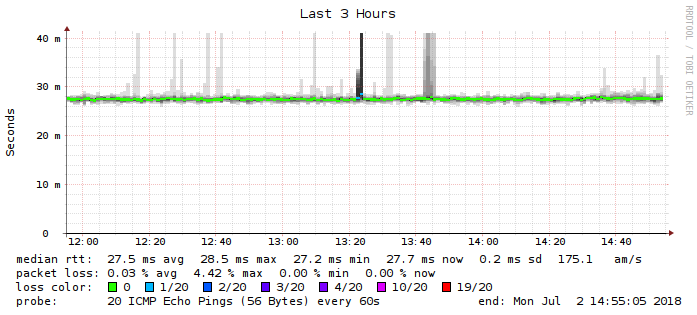 Last 3 Hours
RRDTOOL / TOBI OETIKER
Seconds
40 m
30 m
20 m
10 m
0
12:00 12:20 12:40 13:00 13:20 13:40 14:00 14:20 14:40
median rtt: 27.5 ms avg 28.5 ms max 27.2 ms min 27.7 ms now 0.2 ms sd 175.1 am/s
packet loss: 0.03 % avg 4.42 % max 0.00 % min 0.00 % now
loss color: 0 1/20 2/20 3/20 4/20 10/20 19/20
probe: 20 ICMP Echo Pings (56 Bytes) every 60s end: Mon Jul 2 14:55:05 2018